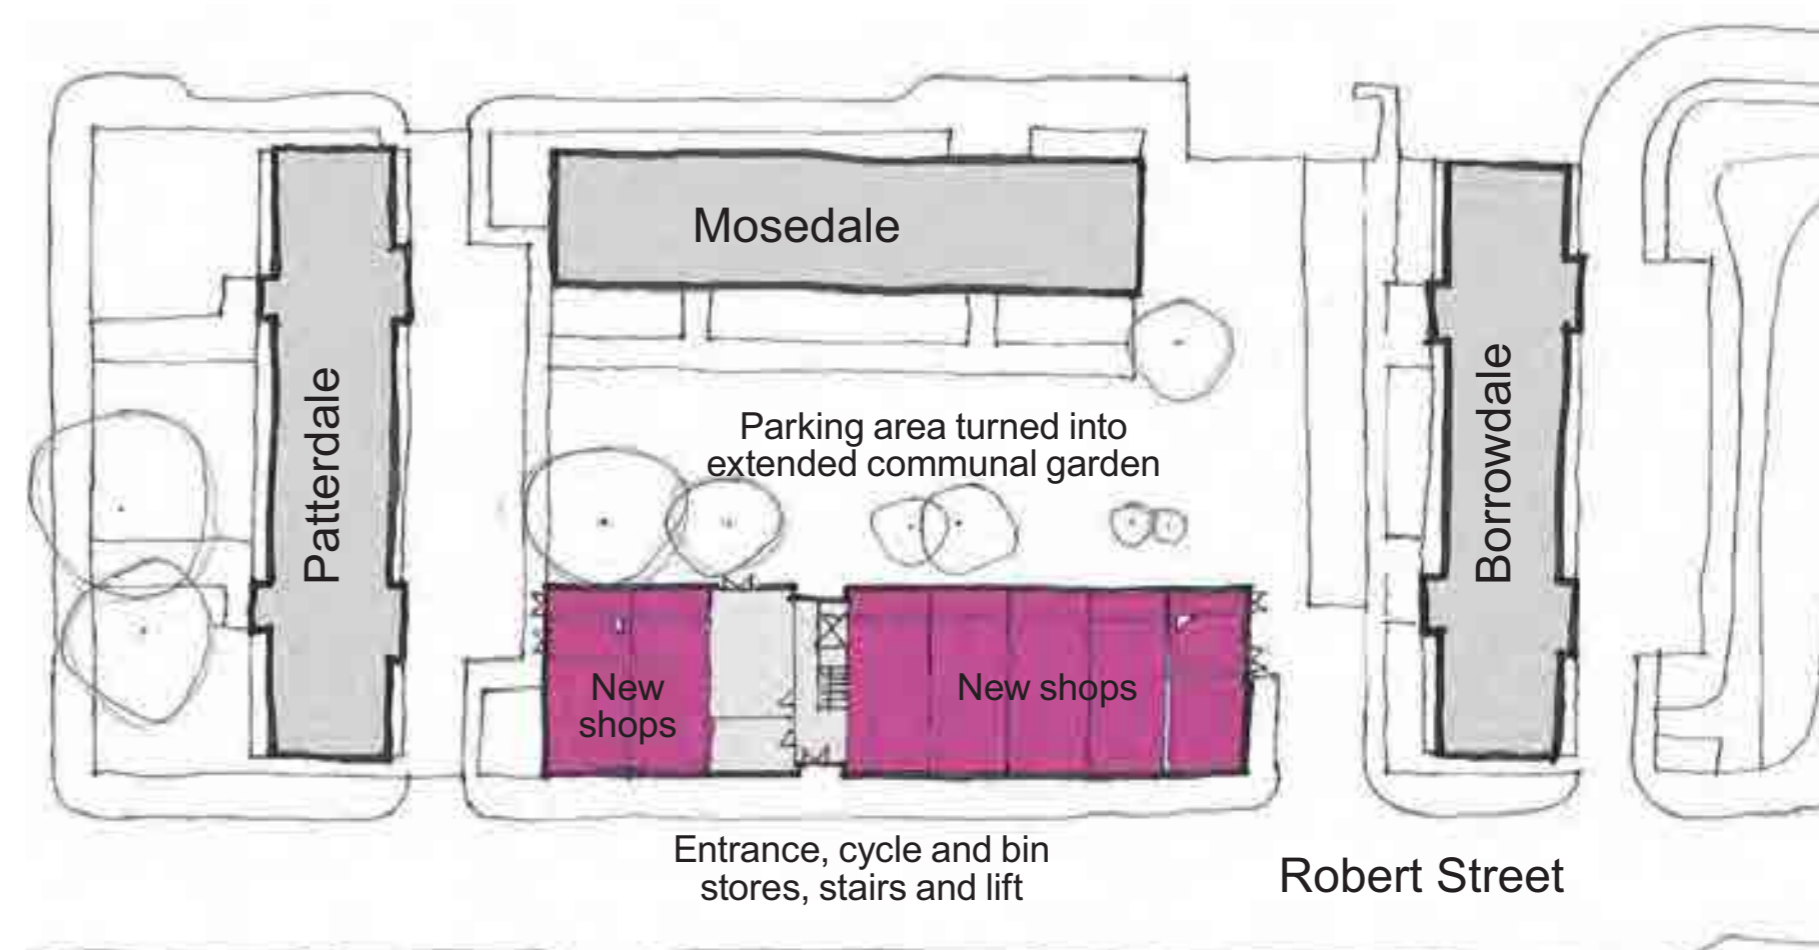 Mosedale
Patterdale
Borrowdale
Parking area turned into
extended communal garden
New
shops
New shops
Entrance, cycle and bin
stores, stairs and lift
Robert Street